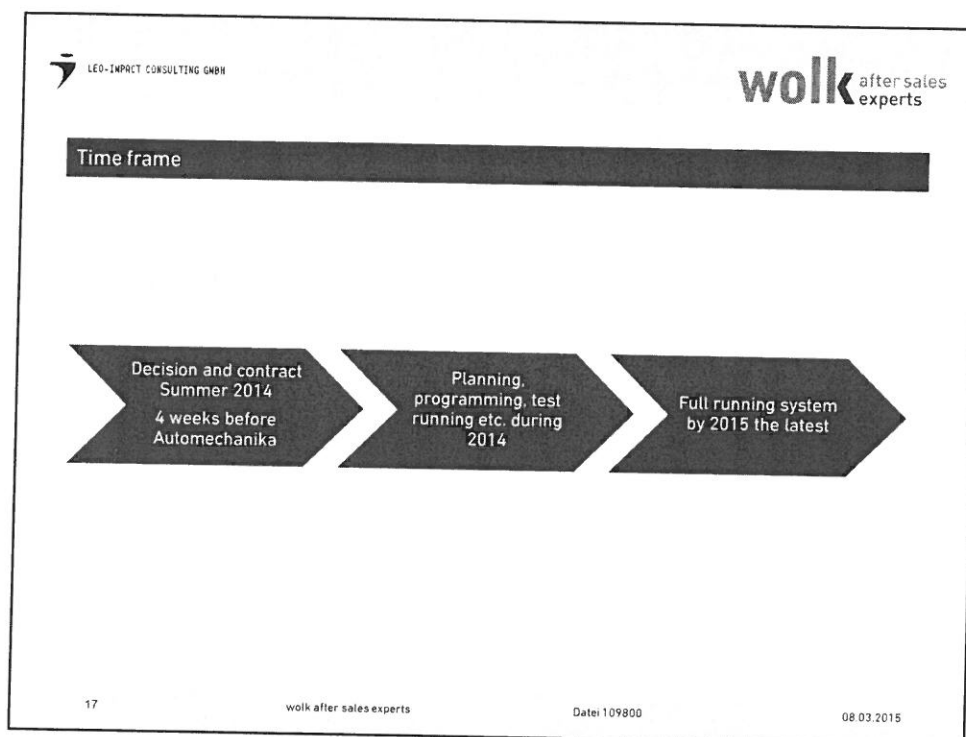 LEO-IMPACT CONSULTING GMBH
wolk after sales
experts
Time frame
Decision and contract
Summer 2014
4 weeks before
Automechanika
Planning,
programming, test
running etc. during
2014
Full running system
by 2015 the latest
17
wolk after sales experts
Datei 109800
08.03.2015